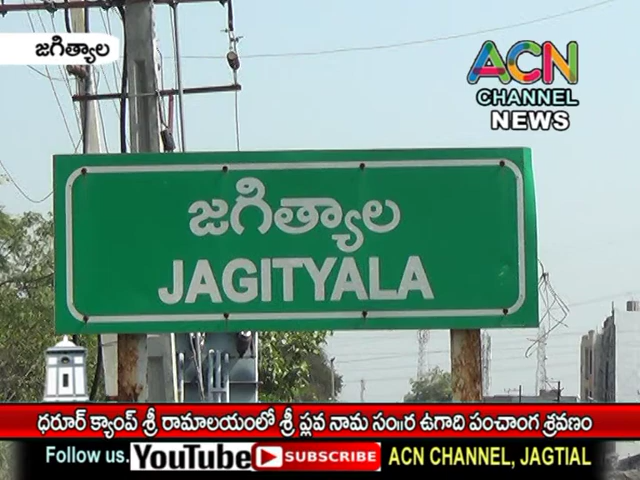 జగిత్యాల
ACN
CHANNEL
NEWS
జగిత్యాల
JAGITYALA
ధరూర్ క్యాంప్ శ్రీ రామాలయంలో శ్రీ ప్లవ నామ సం॥ర ఉగాది పంచాంగ శ్రవణం
Follow us. YouTube SUBSCRIBE ACN CHANNEL, JAGTIAL